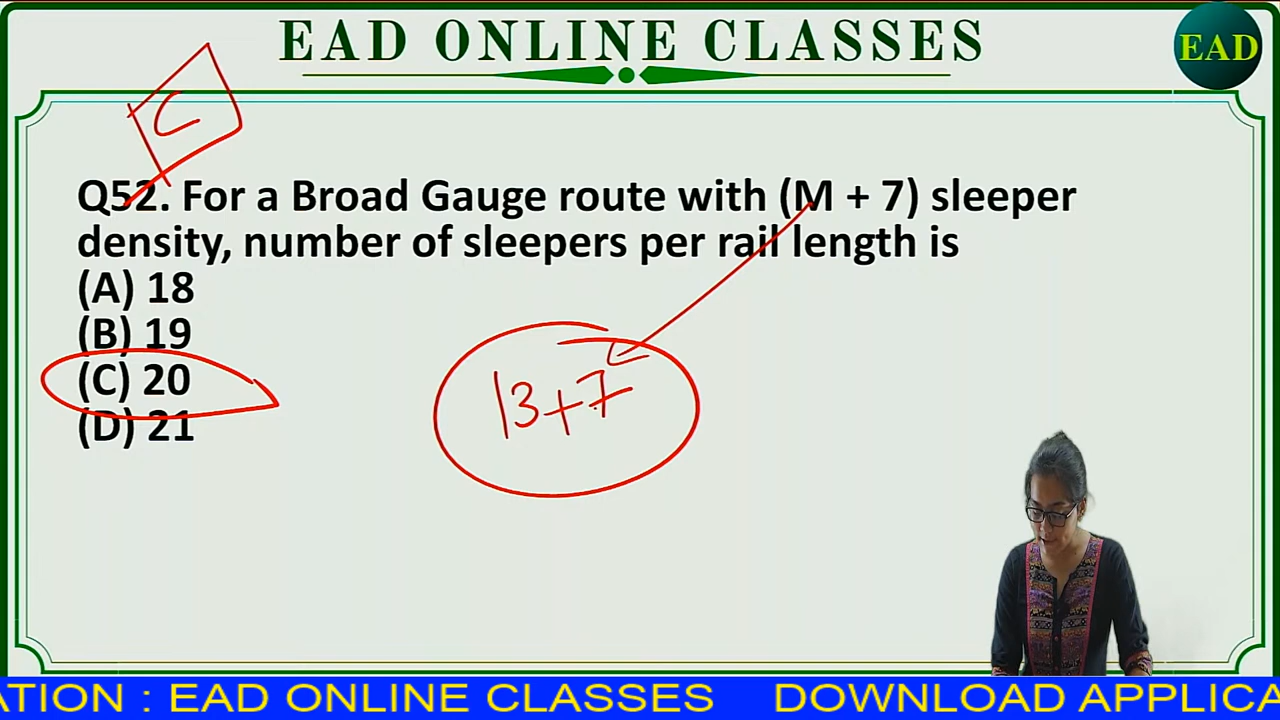 EAD ONLINE CLASSES
EAD
C
Q52. For a Broad Gauge route with (M + 7) sleeper
density, number of sleepers per rail length is
(A) 18
(B) 19
(C) 20
(D) 21
13+7
ATION : EAD ONLINE CLASSES DOWNLOAD APPLICA